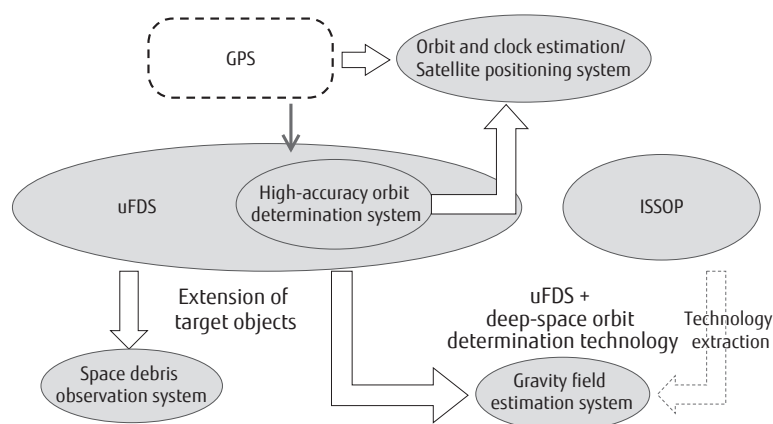 GPS
Orbit and clock estimation/
Satellite positioning system
uFDS
High-accuracy orbit
determination system
ISSOP
Extension of
target objects
uFDS +
deep-space orbit
determination technology
Technology
extraction
Space debris
observation system
Gravity field
estimation system